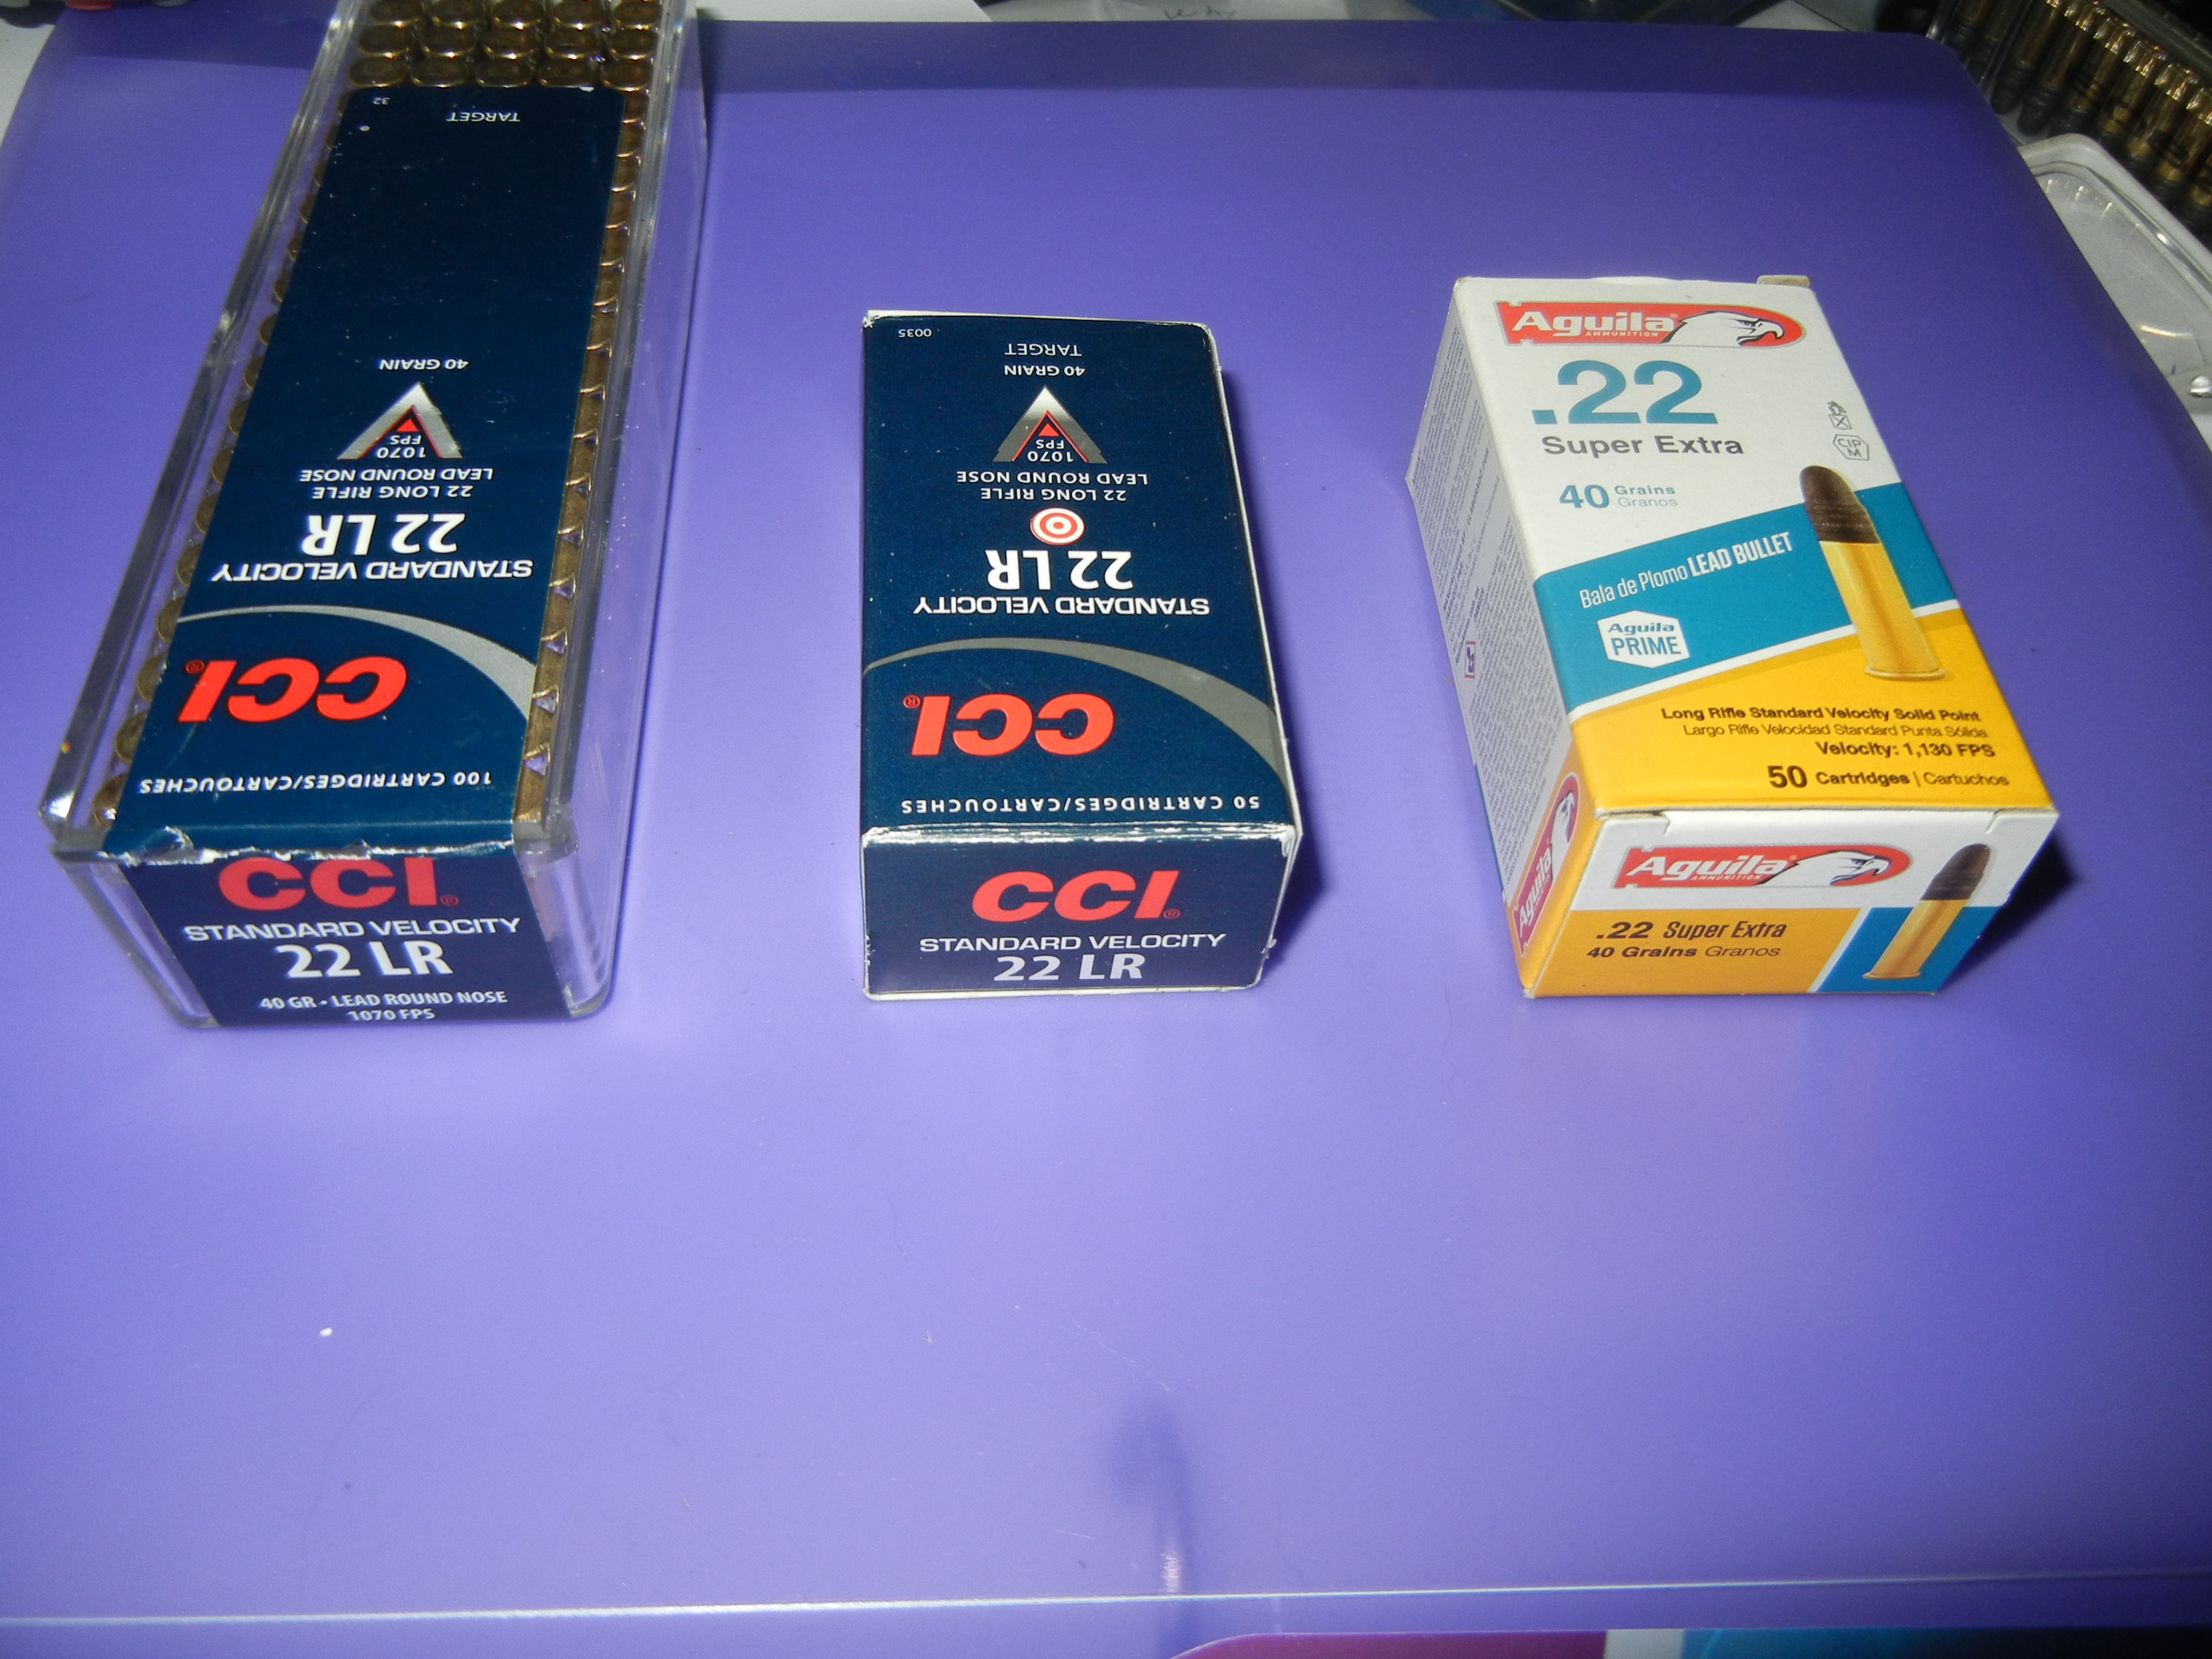 32
TARGET
40 GRAIN
1070
FPS
LEAD ROUND NOSE
22 LONG RIFLE
22 LR
STANDARD VELOCITY
CCI®
100 CARTRIDGES/CARTOUCHES
CCI®
STANDARD VELOCITY
22 LR
40 GR - LEAD ROUND NOSE
1070 FPS
0035
TARGET
40 GRAIN
1070
FPS
LEAD ROUND NOSE
22 LONG RIFLE
22 LR
STANDARD VELOCITY
CCI®
50 CARTRIDGES/CARTOUCHES
CCI®
STANDARD VELOCITY
22 LR
Aguila®
AMMUNITION
.22
Super Extra
40 Grains
Granos
CIP
M
Bala de Plomo LEAD BULLET
Aguila
PRIME
Long Rifle Standard Velocity Solid Point
Largo Rifle Velocidad Standard Punta Sólida
Velocity: 1,130 FPS
50 Cartridges | Cartuchos
Aguila®
AMMUNITION
.22 Super Extra
40 Grains Granos
Aguila